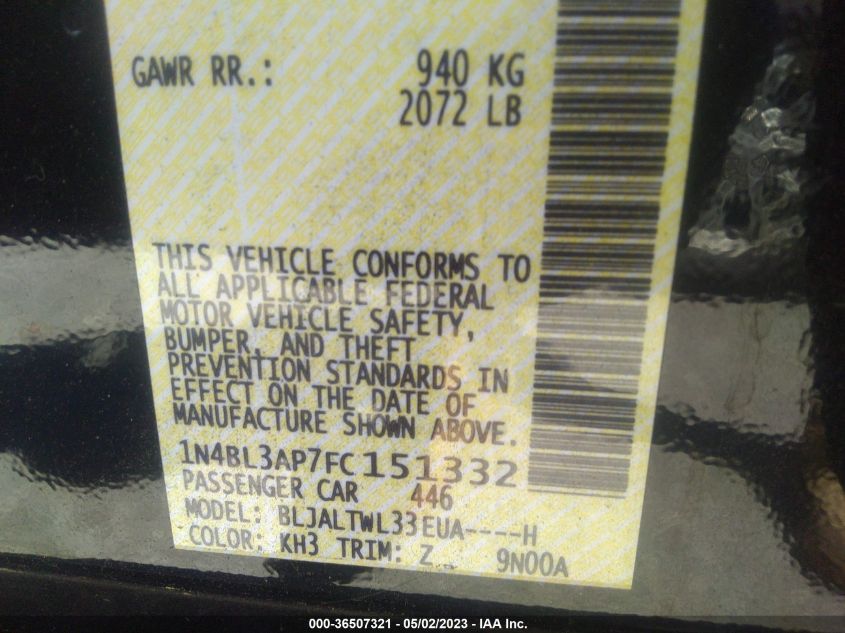 GAWR RR.: 940 KG
2072 LB
THIS VEHICLE CONFORMS TO
ALL APPLICABLE FEDERAL
MOTOR VEHICLE SAFETY,
BUMPER, AND THEFT
PREVENTION STANDARDS IN
EFFECT ON THE DATE OF
MANUFACTURE SHOWN ABOVE.
1N4BL3AP7FC151332
PASSENGER CAR 446
MODEL: BLJALTWL33EUA----H
COLOR: KH3 TRIM: Z 9N00A
000-36507321 - 05/02/2023 - IAA Inc.